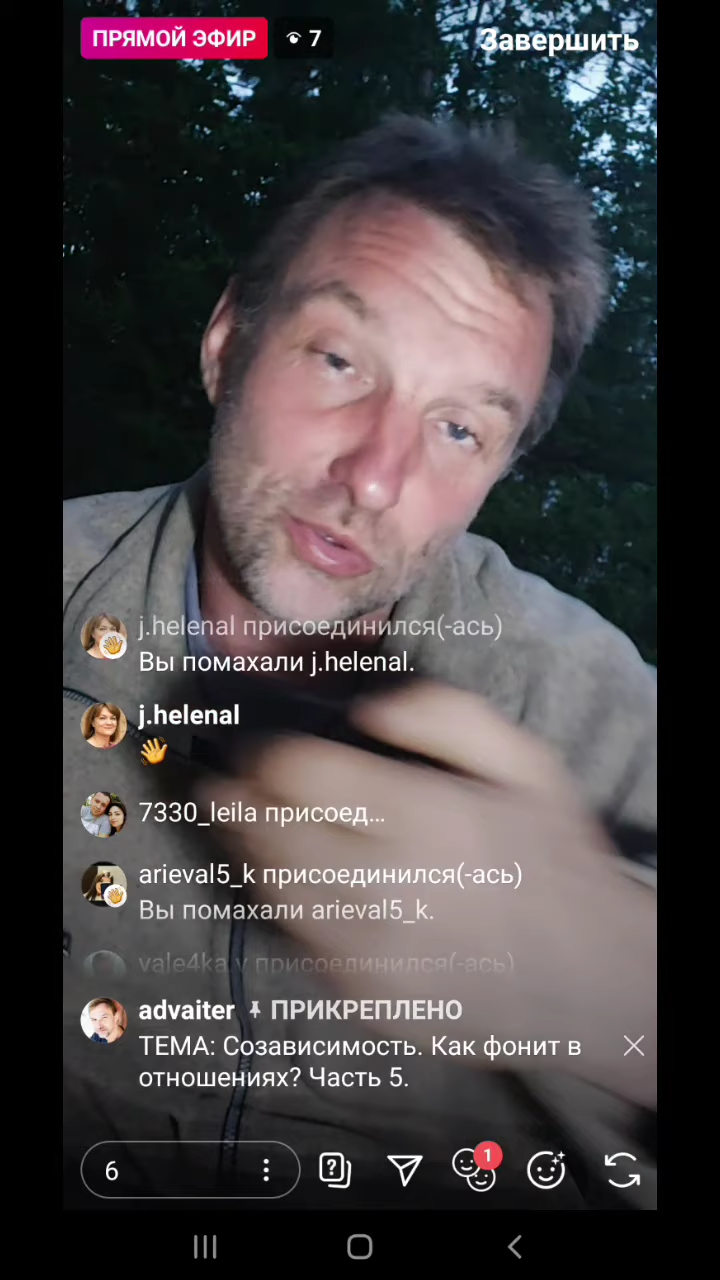 ПРЯМОЙ ЭФИР 7 Завершить
j.helenal присоединился(-ась)
Вы помахали j.helenal.
j.helenal
7330_leila присоед...
arieval5_k присоединился(-ась)
Вы помахали arieval5_k.
vale4ka.v присоединился(-ась)
advaiter ПРИКРЕПЛЕНО
ТЕМА: Созависимость. Как фонит в
отношениях? Часть 5.
6 1